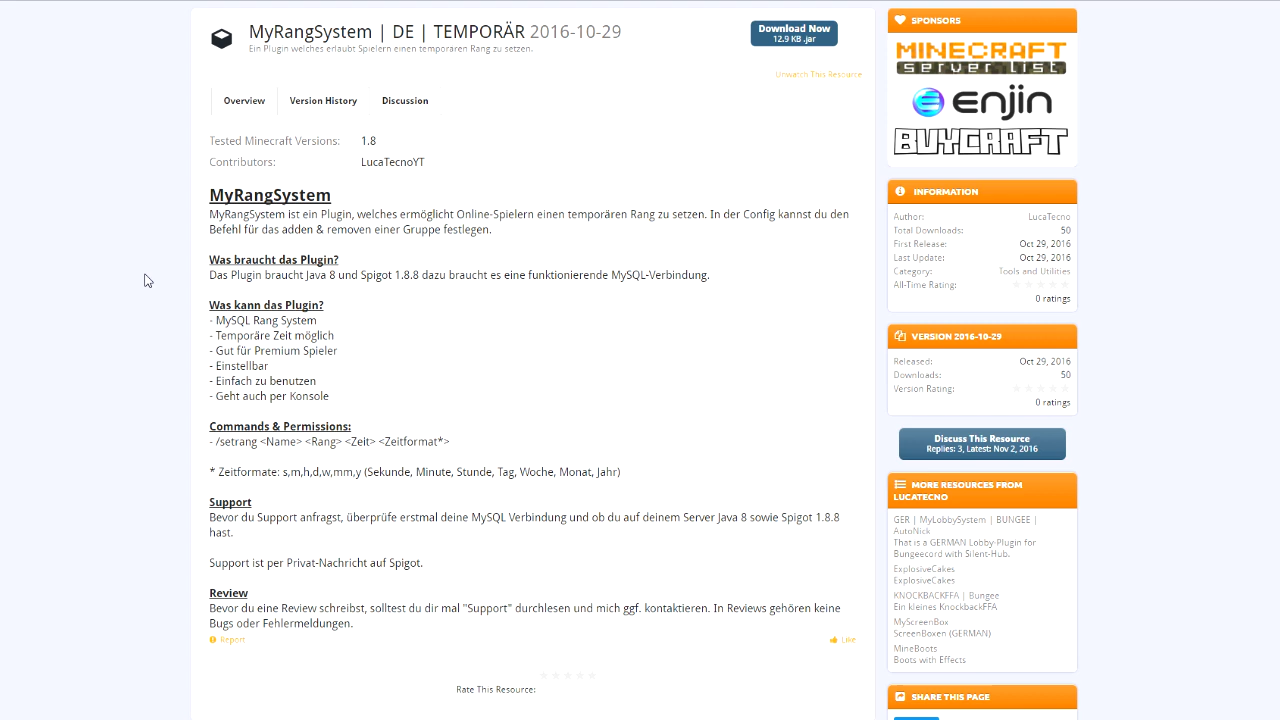 MyRangSystem | DE | TEMPORÄR 2016-10-29
Ein Plugin welches erlaubt Spielern einen temporären Rang zu setzen.
Download Now
12.9 KB .jar
Unwatch This Resource
Overview
Version History
Discussion
Tested Minecraft Versions: 1.8
Contributors: LucaTecnoYT
MyRangSystem
MyRangSystem ist ein Plugin, welches ermöglicht Online-Spielern einen temporären Rang zu setzen. In der Config kannst du den
Befehl für das adden & removen einer Gruppe festlegen.
Was braucht das Plugin?
Das Plugin braucht Java 8 und Spigot 1.8.8 dazu braucht es eine funktionierende MySQL-Verbindung.
Was kann das Plugin?
- MySQL Rang System
- Temporäre Zeit möglich
- Gut für Premium Spieler
- Einstellbar
- Einfach zu benutzen
- Geht auch per Konsole
Commands & Permissions:
- /setrang <Name> <Rang> <Zeit> <Zeitformat*>
* Zeitformate: s,m,h,d,w,mm,y (Sekunde, Minute, Stunde, Tag, Woche, Monat, Jahr)
Support
Bevor du Support anfragst, überprüfe erstmal deine MySQL Verbindung und ob du auf deinem Server Java 8 sowie Spigot 1.8.8
hast.
Support ist per Privat-Nachricht auf Spigot.
Review
Bevor du eine Review schreibst, solltest du dir mal "Support" durchlesen und mich ggf. kontaktieren. In Reviews gehören keine
Bugs oder Fehlermeldungen.
Report
Like
Rate This Resource:
SPONSORS
MINECRAFT
server list
enjin
BUYCRAFT
INFORMATION
Author: LucaTecno
Total Downloads: 50
First Release: Oct 29, 2016
Last Update: Oct 29, 2016
Category: Tools and Utilities
All-Time Rating:
0 ratings
VERSION 2016-10-29
Released: Oct 29, 2016
Downloads: 50
Version Rating:
0 ratings
Discuss This Resource
Replies: 3, Latest: Nov 2, 2016
MORE RESOURCES FROM
LUCATECNO
GER | MyLobbySystem | BUNGEE |
AutoNick
That is a GERMAN Lobby-Plugin for
Bungeecord with Silent-Hub.
ExplosiveCakes
ExplosiveCakes
KNOCKBACKFFA | Bungee
Ein kleines KnockbackFFA
MyScreenBox
ScreenBoxen (GERMAN)
MineBoots
Boots with Effects
SHARE THIS PAGE